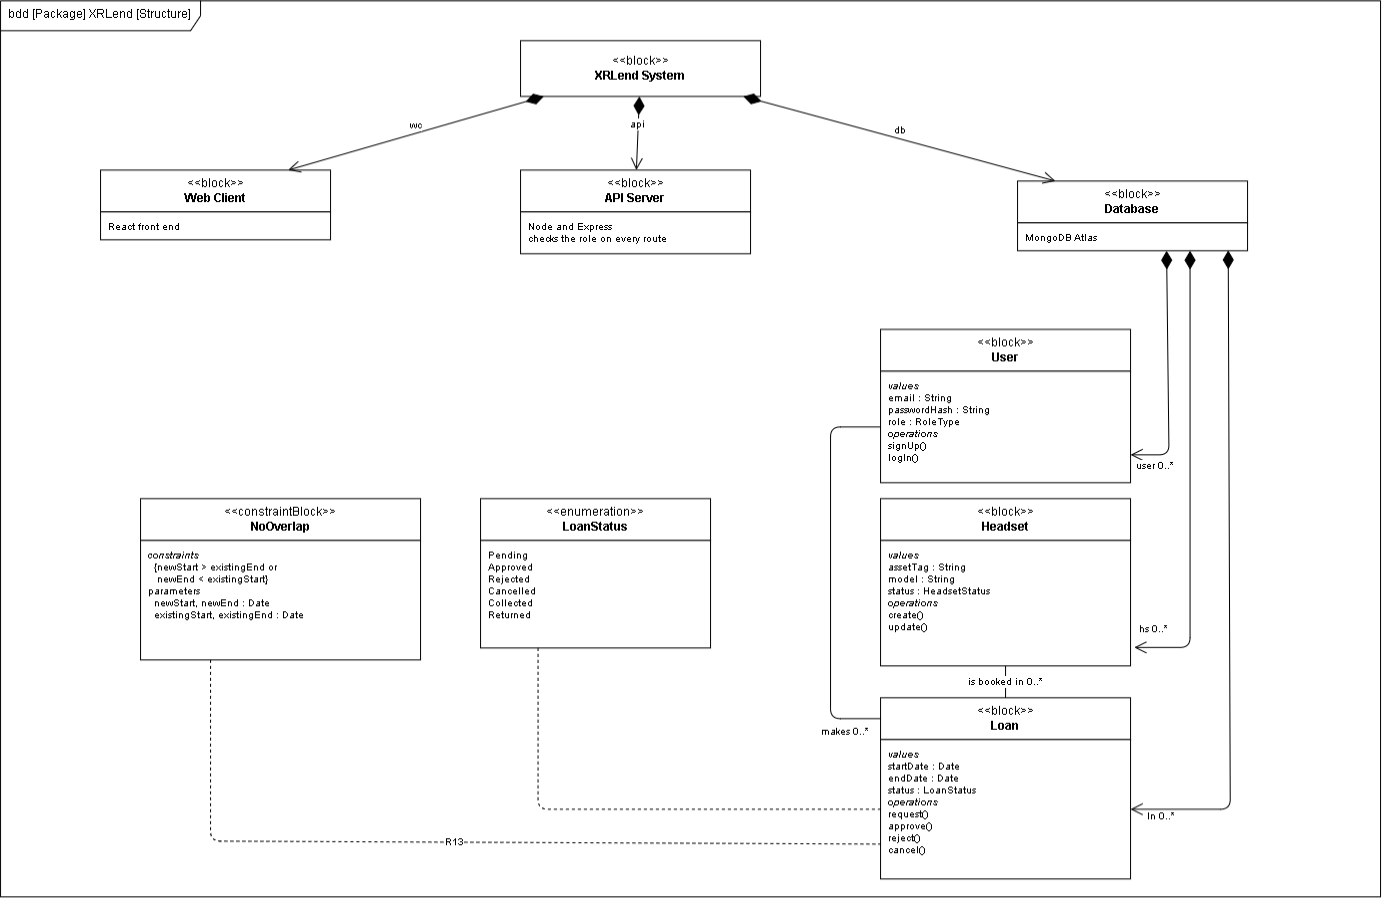 bdd [Package] XRLend [Structure]
<<block>>
XRLend System
wc
api
db
<<block>>
Web Client
React front end
<<block>>
API Server
Node and Express
checks the role on every route
<<block>>
Database
MongoDB Atlas
<<block>>
User
values
email : String
passwordHash : String
role : RoleType
operations
signUp()
logIn()
user 0..*
<<constraintBlock>>
NoOverlap
constraints
{newStart > existingEnd or
newEnd < existingStart}
parameters
newStart, newEnd : Date
existingStart, existingEnd : Date
<<enumeration>>
LoanStatus
Pending
Approved
Rejected
Cancelled
Collected
Returned
<<block>>
Headset
values
assetTag : String
model : String
status : HeadsetStatus
operations
create()
update()
hs 0..*
is booked in 0..*
makes 0..*
<<block>>
Loan
values
startDate : Date
endDate : Date
status : LoanStatus
operations
request()
approve()
reject()
cancel()
ln 0..*
R13